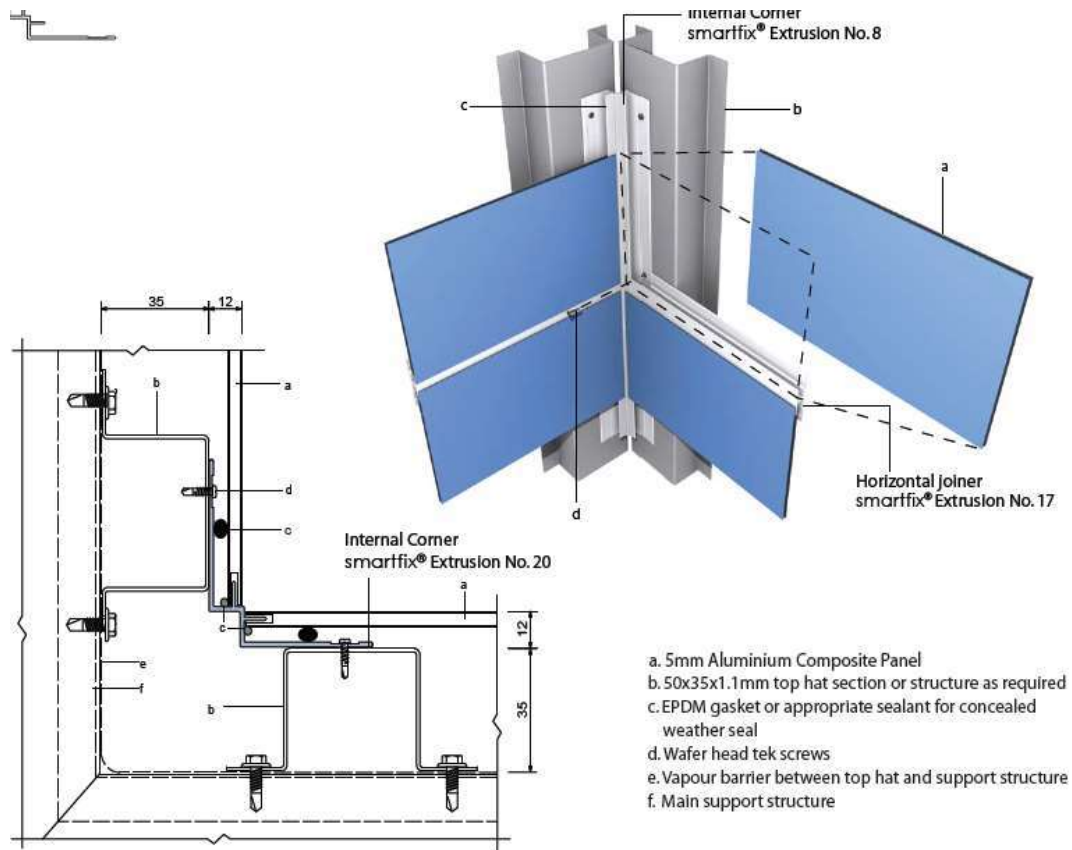 Internal Corner
smartfix® Extrusion No. 8
c
b
a
35
12
b
a
d
c
d
Horizontal Joiner
smartfix® Extrusion No. 17
Internal Corner
smartfix® Extrusion No. 20
a
c
12
e
35
f
b
a. 5mm Aluminium Composite Panel
b. 50x35x1.1mm top hat section or structure as required
c. EPDM gasket or appropriate sealant for concealed
weather seal
d. Wafer head tek screws
e. Vapour barrier between top hat and support structure
f. Main support structure